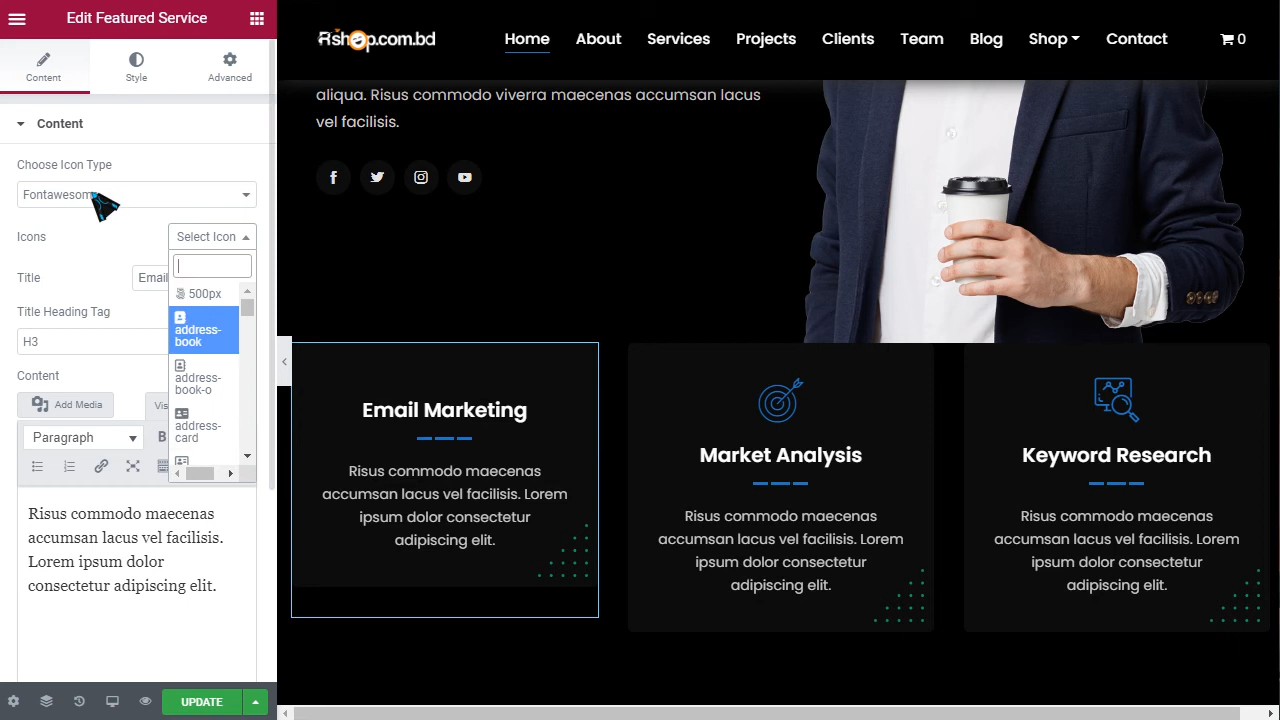 Edit Featured Service
Content
Style
Advanced
Content
Choose Icon Type
Fontawesom
Icons
Select Icon
500px
address-
book
address-
book-o
address-
card
Title
Email
Title Heading Tag
H3
Content
Add Media
Vis
Paragraph
B
Risus commodo maecenas
accumsan lacus vel facilisis.
Lorem ipsum dolor
consectetur adipiscing elit.
UPDATE
Rshop.com.bd
Home
About
Services
Projects
Clients
Team
Blog
Shop
Contact
0
aliqua. Risus commodo viverra maecenas accumsan lacus
vel facilisis.
Email Marketing
Risus commodo maecenas
accumsan lacus vel facilisis. Lorem
ipsum dolor consectetur
adipiscing elit.
Market Analysis
Risus commodo maecenas
accumsan lacus vel facilisis. Lorem
ipsum dolor consectetur
adipiscing elit.
Keyword Research
Risus commodo maecenas
accumsan lacus vel facilisis. Lorem
ipsum dolor consectetur
adipiscing elit.